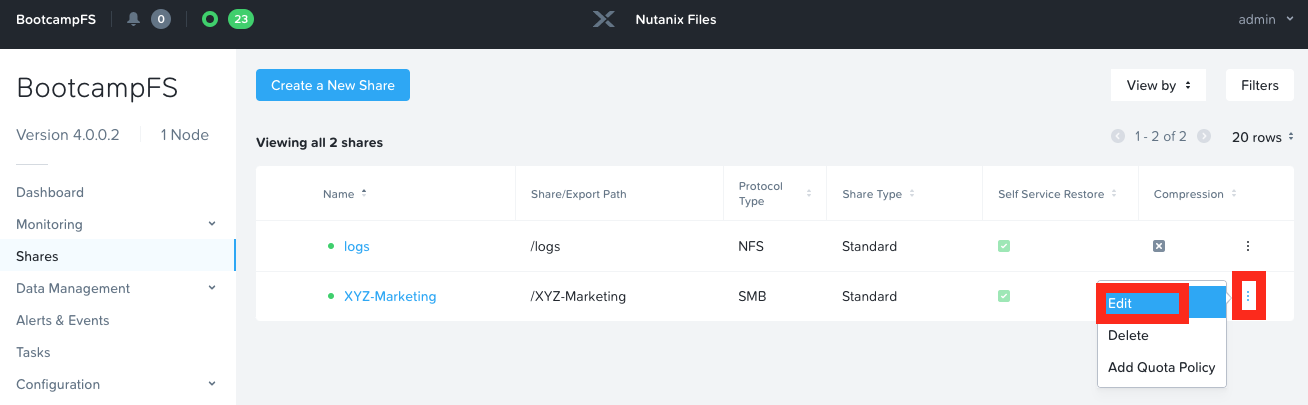 BootcampFS 0 23 Nutanix Files admin
BootcampFS
Version 4.0.0.2 1 Node
Dashboard
Monitoring
Shares
Data Management
Alerts & Events
Tasks
Configuration
Create a New Share View by Filters
Viewing all 2 shares 1 - 2 of 2 20 rows
Name Share/Export Path Protocol Type Share Type Self Service Restore Compression
logs /logs NFS Standard
XYZ-Marketing /XYZ-Marketing SMB Standard
Edit
Delete
Add Quota Policy